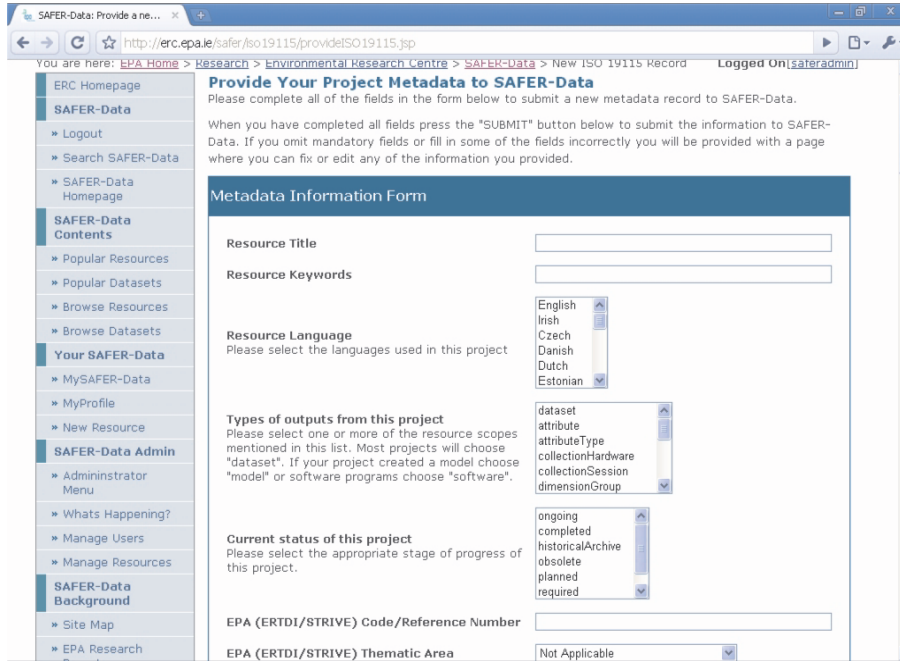 SAFER-Data: Provide a ne...
http://erc.epa.ie/safer/iso19115/provideISO19115.jsp
You are here: EPA Home > Research > Environmental Research Centre > SAFER-Data > New ISO 19115 Record Logged On[saferadmin]
ERC Homepage
SAFER-Data
» Logout
» Search SAFER-Data
» SAFER-Data
Homepage
SAFER-Data
Contents
» Popular Resources
» Popular Datasets
» Browse Resources
» Browse Datasets
Your SAFER-Data
» MySAFER-Data
» MyProfile
» New Resource
SAFER-Data Admin
» Admininstrator
Menu
» Whats Happening?
» Manage Users
» Manage Resources
SAFER-Data
Background
» Site Map
» EPA Research
Provide Your Project Metadata to SAFER-Data
Please complete all of the fields in the form below to submit a new metadata record to SAFER-Data.
When you have completed all fields press the "SUBMIT" button below to submit the information to SAFER-
Data. If you omit mandatory fields or fill in some of the fields incorrectly you will be provided with a page
where you can fix or edit any of the information you provided.
Metadata Information Form
Resource Title
Resource Keywords
Resource Language
Please select the languages used in this project
English
Irish
Czech
Danish
Dutch
Estonian
Types of outputs from this project
Please select one or more of the resource scopes
mentioned in this list. Most projects will choose
"dataset". If your project created a model choose
"model" or software programs choose "software".
dataset
attribute
attributeType
collectionHardware
collectionSession
dimensionGroup
Current status of this project
Please select the appropriate stage of progress of
this project.
ongoing
completed
historicalArchive
obsolete
planned
required
EPA (ERTDI/STRIVE) Code/Reference Number
EPA (ERTDI/STRIVE) Thematic Area
Not Applicable